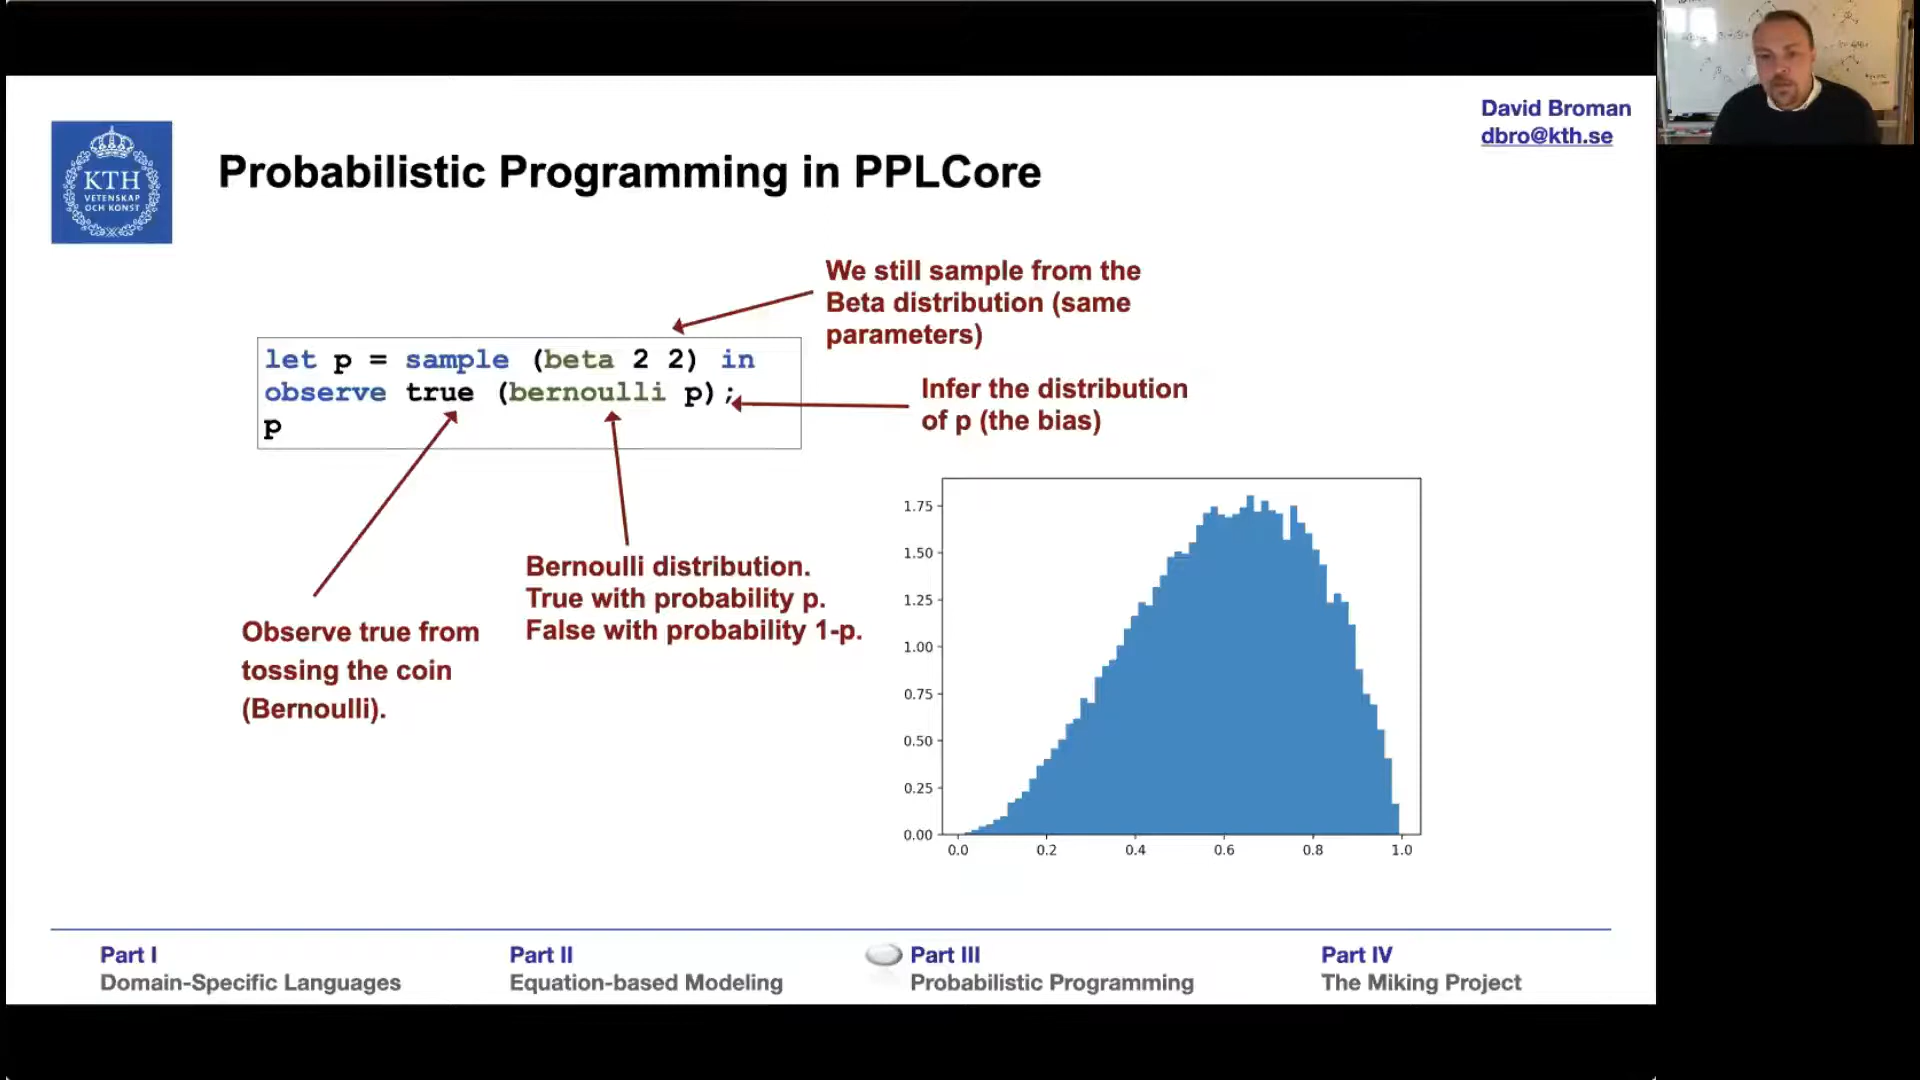 David Broman
dbro@kth.se
KTH
VETENSKAP
OCH KONST
Probabilistic Programming in PPLCore
We still sample from the
Beta distribution (same
parameters)
let p = sample (beta 2 2) in
observe true (bernoulli p);
p
Infer the distribution
of p (the bias)
Bernoulli distribution.
True with probability p.
False with probability 1-p.
Observe true from
tossing the coin
(Bernoulli).
1.75
1.50
1.25
1.00
0.75
0.50
0.25
0.00
0.0 0.2 0.4 0.6 0.8 1.0
Part I
Domain-Specific Languages
Part II
Equation-based Modeling
Part III
Probabilistic Programming
Part IV
The Miking Project